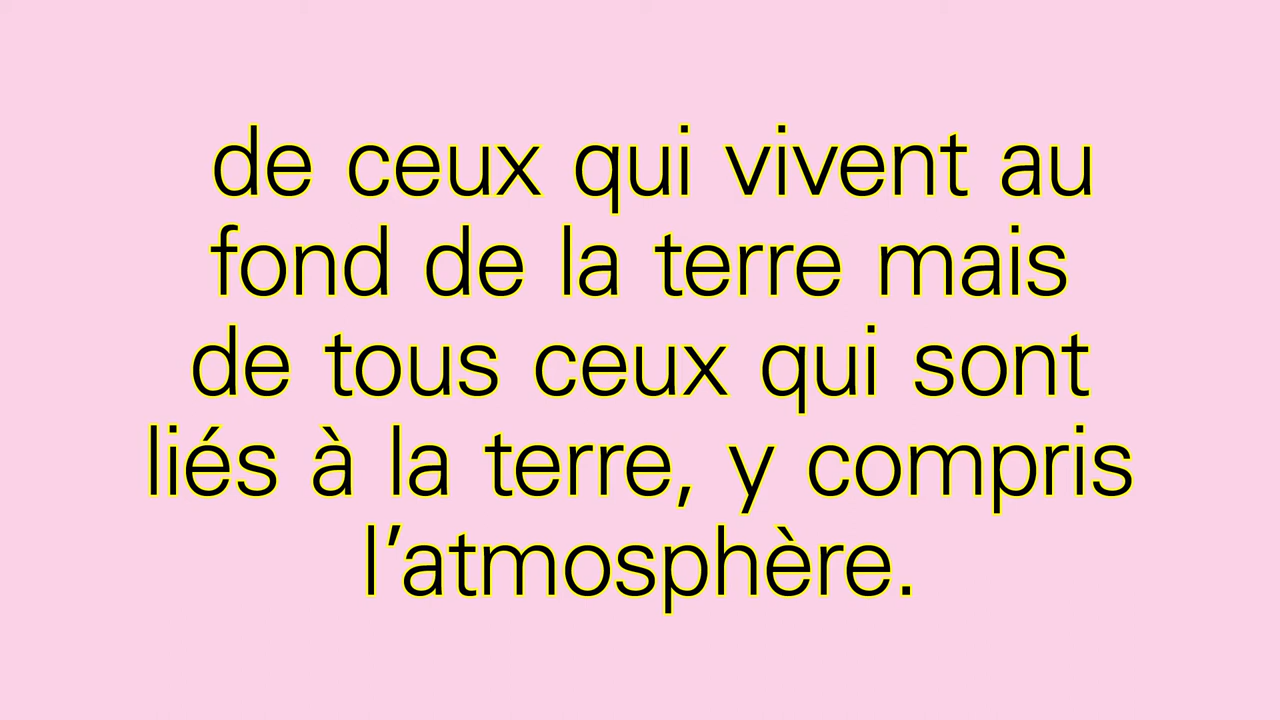 de ceux qui vivent au
fond de la terre mais
de tous ceux qui sont
liés à la terre, y compris
l’atmosphère.